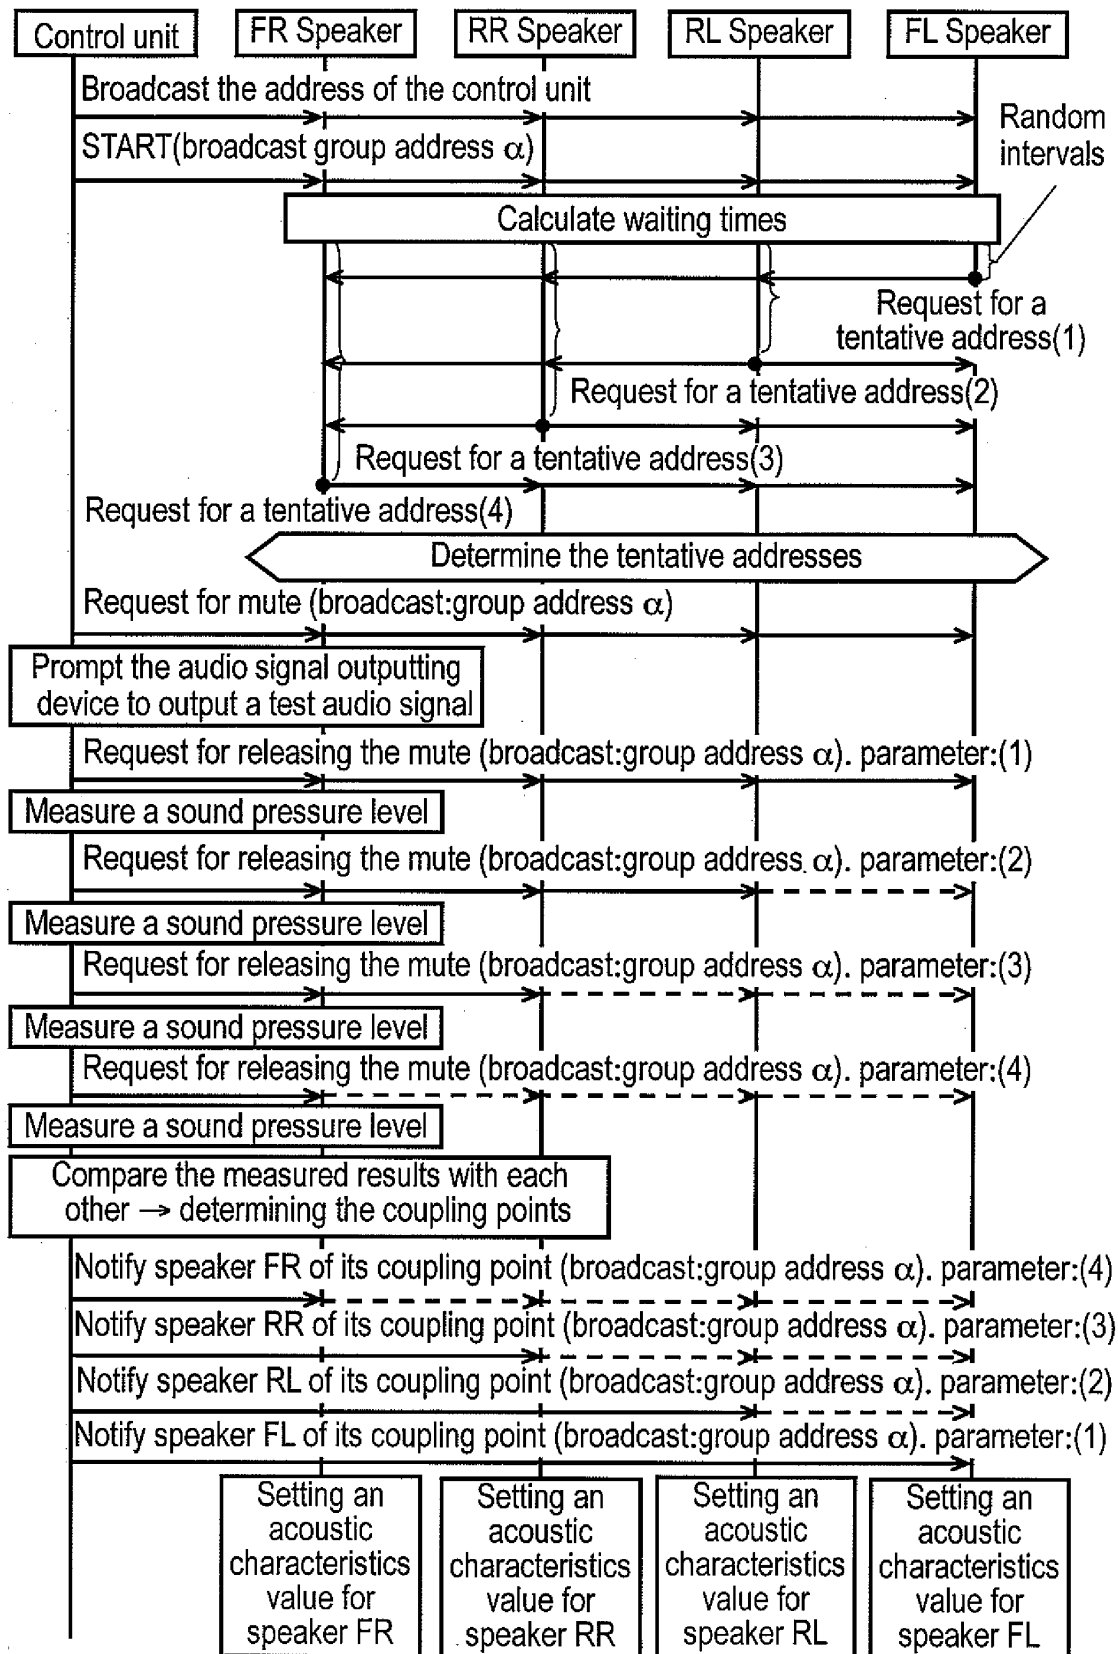 Control unit
FR Speaker
RR Speaker
RL Speaker
FL Speaker
Broadcast the address of the control unit
Random
intervals
START(broadcast group address α)
Calculate waiting times
Request for a
tentative address(1)
Request for a tentative address(2)
Request for a tentative address(3)
Request for a tentative address(4)
Determine the tentative addresses
Request for mute (broadcast:group address α)
Prompt the audio signal outputting
device to output a test audio signal
Request for releasing the mute (broadcast:group address α). parameter:(1)
Measure a sound pressure level
Request for releasing the mute (broadcast:group address α). parameter:(2)
Measure a sound pressure level
Request for releasing the mute (broadcast:group address α). parameter:(3)
Measure a sound pressure level
Request for releasing the mute (broadcast:group address α). parameter:(4)
Measure a sound pressure level
Compare the measured results with each
other → determining the coupling points
Notify speaker FR of its coupling point (broadcast:group address α). parameter:(4)
Notify speaker RR of its coupling point (broadcast:group address α). parameter:(3)
Notify speaker RL of its coupling point (broadcast:group address α). parameter:(2)
Notify speaker FL of its coupling point (broadcast:group address α). parameter:(1)
Setting an
acoustic
characteristics
value for
speaker FR
Setting an
acoustic
characteristics
value for
speaker RR
Setting an
acoustic
characteristics
value for
speaker RL
Setting an
acoustic
characteristics
value for
speaker FL